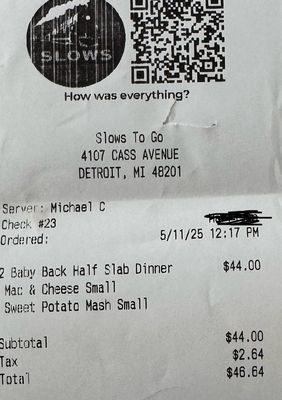 SLOWS
How was everything?
Slows To Go
4107 CASS AVENUE
DETROIT, MI 48201
Server: Michael C
Check #23
Ordered: 5/11/25 12:17 PM
2 Baby Back Half Slab Dinner $44.00
Mac & Cheese Small
Sweet Potato Mash Small
Subtotal $44.00
Tax $2.64
Total $46.64